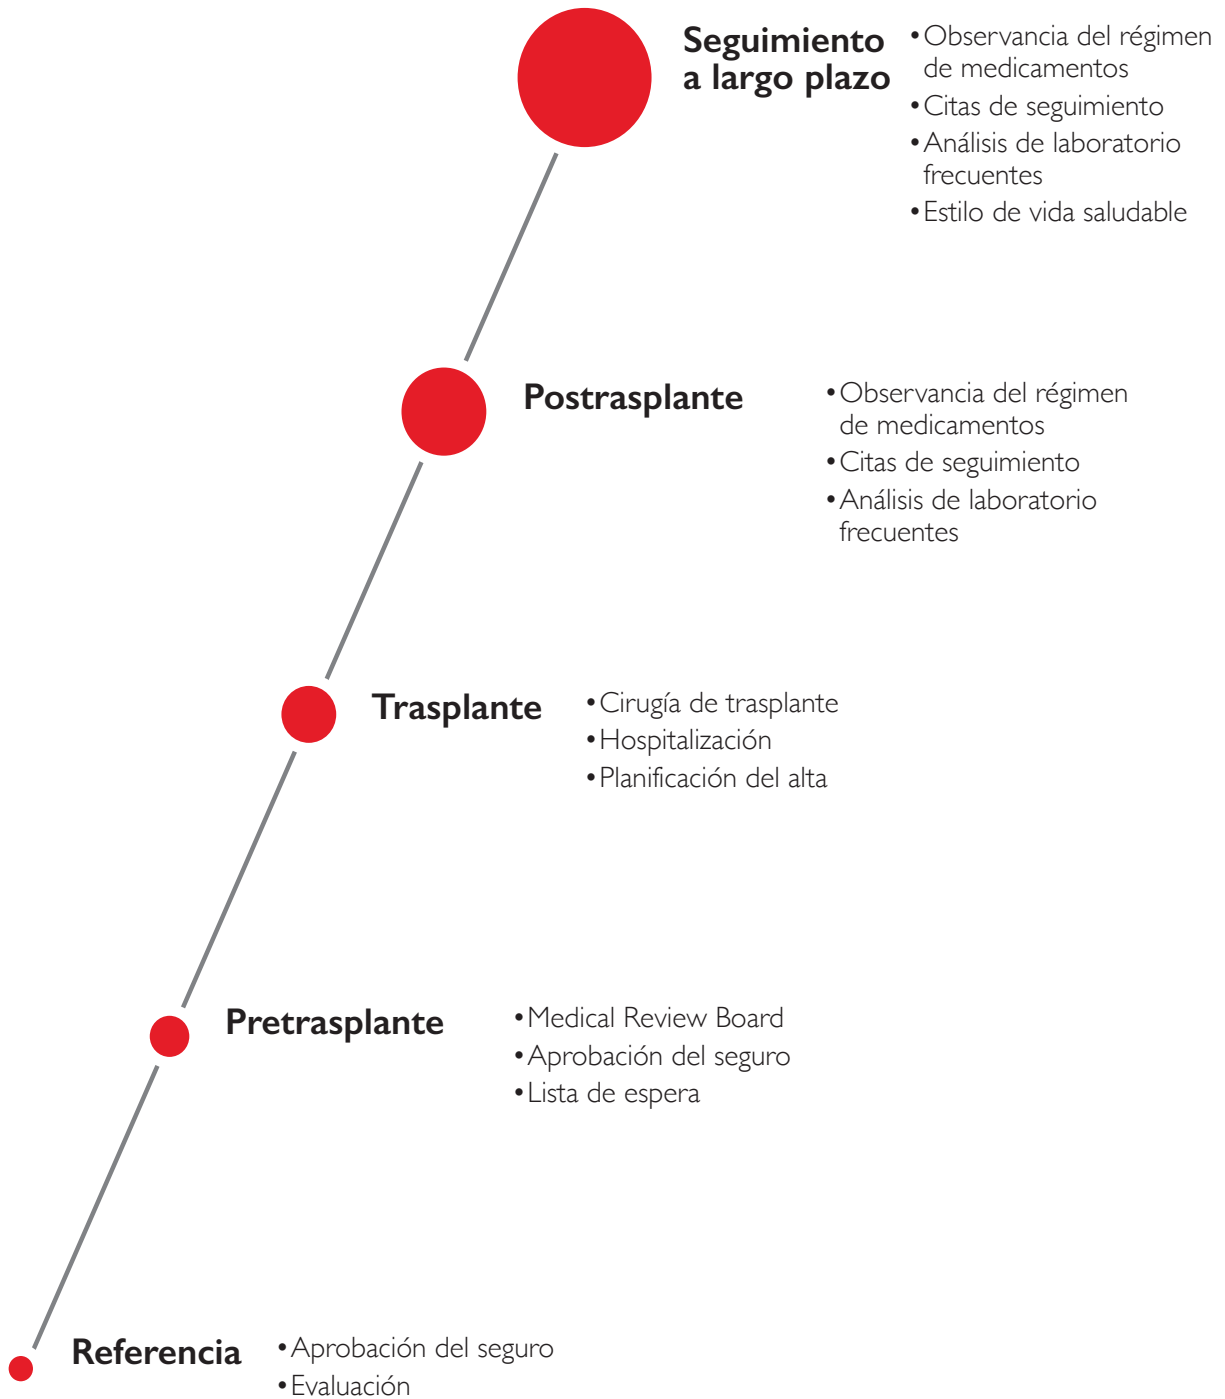 Seguimiento
a largo plazo
•Observancia del régimen
de medicamentos
•Citas de seguimiento
•Análisis de laboratorio
frecuentes
•Estilo de vida saludable
Postrasplante
•Observancia del régimen
de medicamentos
•Citas de seguimiento
•Análisis de laboratorio
frecuentes
Trasplante
•Cirugía de trasplante
•Hospitalización
•Planificación del alta
Pretrasplante
•Medical Review Board
•Aprobación del seguro
•Lista de espera
Referencia
•Aprobación del seguro
•Evaluación